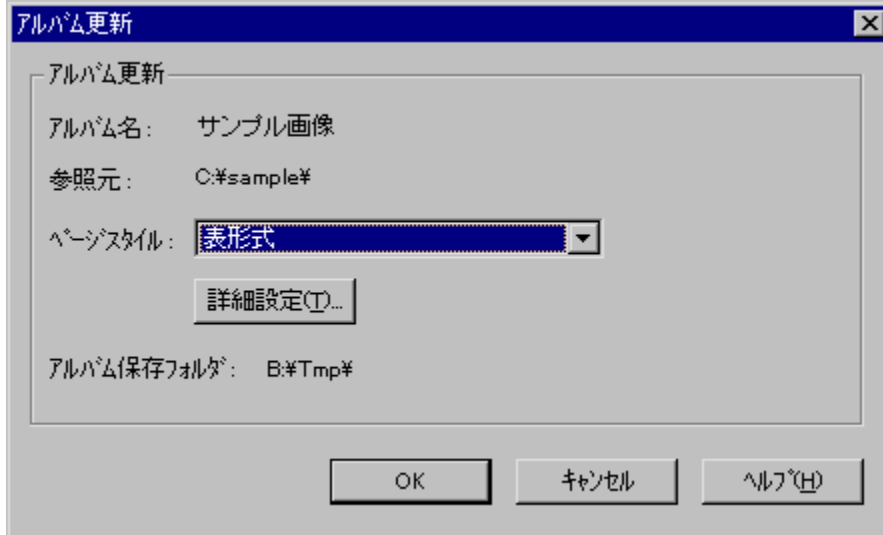 ｱﾙﾊﾞﾑ更新
ｱﾙﾊﾞﾑ更新
ｱﾙﾊﾞﾑ名： サンプル画像
参照元： C:¥sample¥
ﾍﾟｰｼﾞｽﾀｲﾙ： 表形式
詳細設定(T)...
ｱﾙﾊﾞﾑ保存ﾌｫﾙﾀﾞ： B:¥Tmp¥
OK ｷｬﾝｾﾙ ﾍﾙﾌﾟ(H)